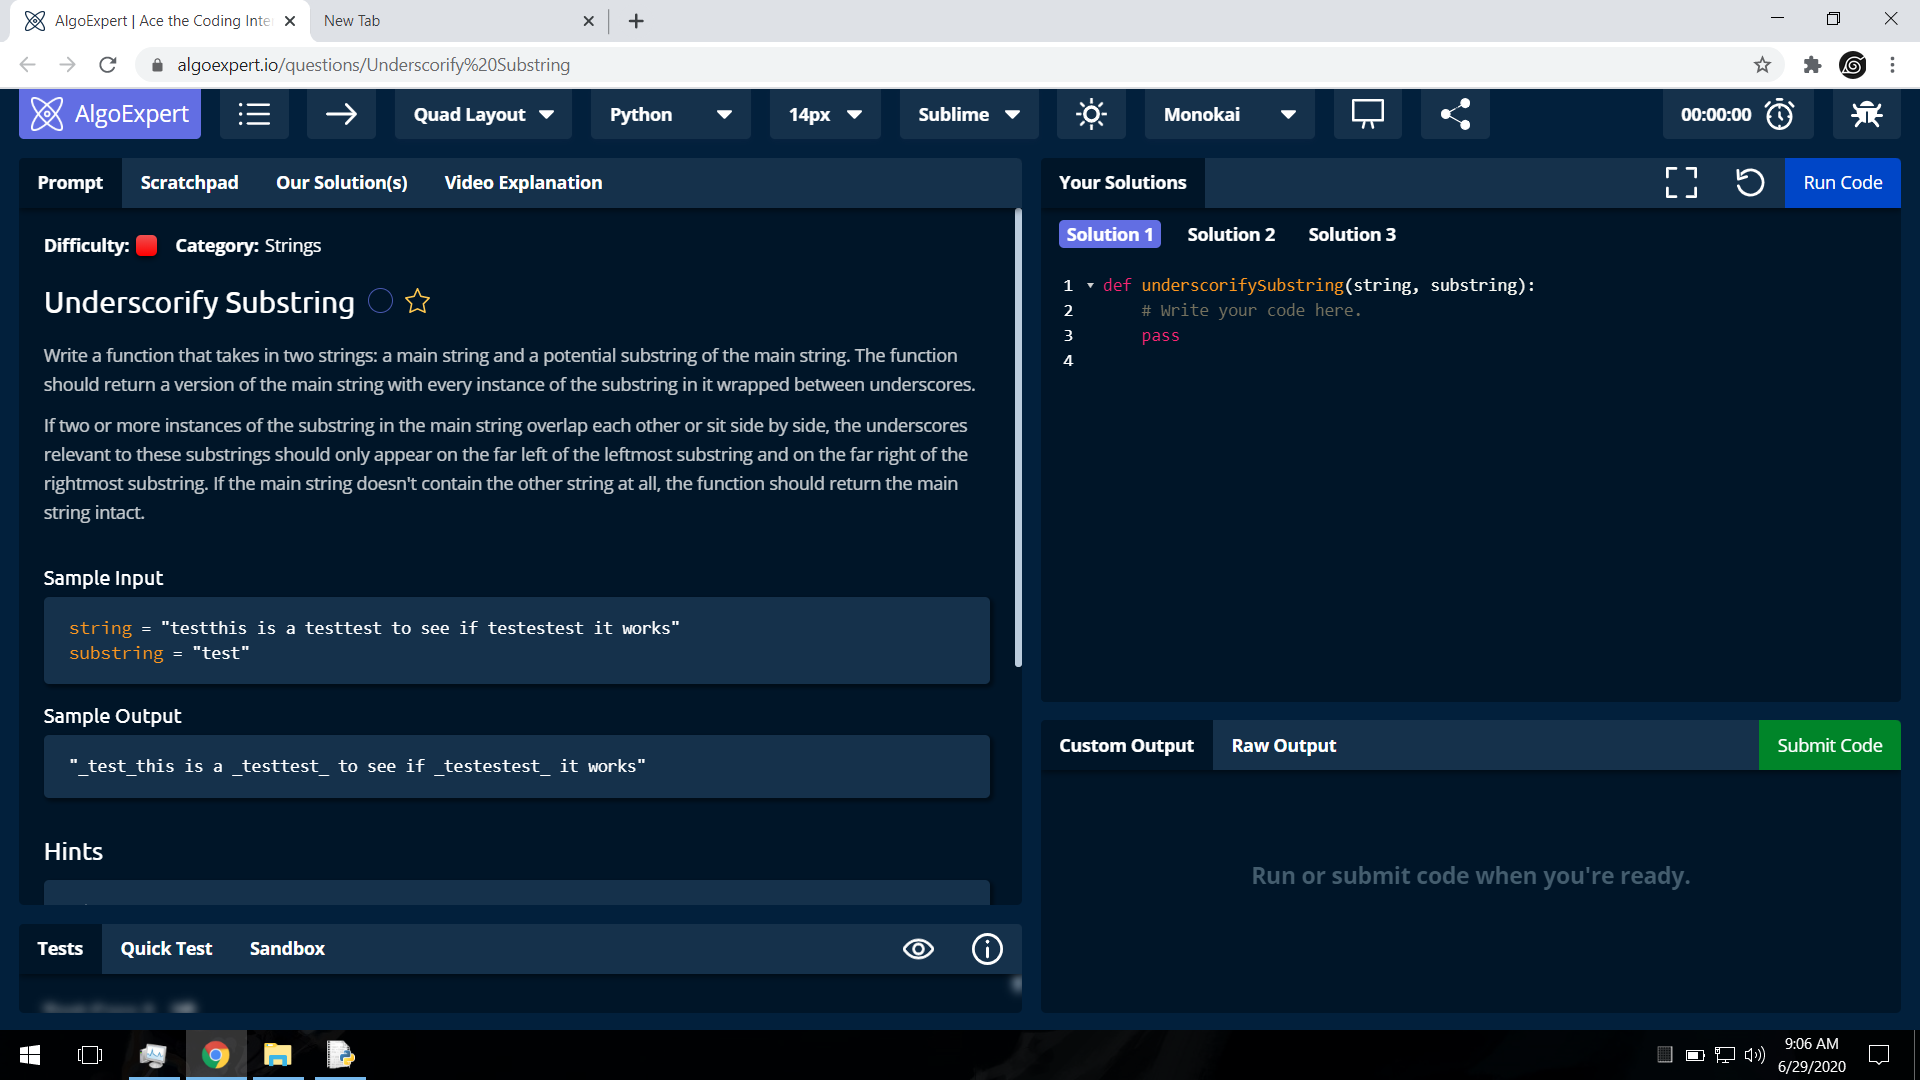 AlgoExpert | Ace the Coding Inte
New Tab
algoexpert.io/questions/Underscorify%20Substring
AlgoExpert
Quad Layout
Python
14px
Sublime
Monokai
00:00:00
Prompt
Scratchpad
Our Solution(s)
Video Explanation
Difficulty:
Category: Strings
Underscorify Substring
Write a function that takes in two strings: a main string and a potential substring of the main string. The function
should return a version of the main string with every instance of the substring in it wrapped between underscores.
If two or more instances of the substring in the main string overlap each other or sit side by side, the underscores
relevant to these substrings should only appear on the far left of the leftmost substring and on the far right of the
rightmost substring. If the main string doesn't contain the other string at all, the function should return the main
string intact.
Sample Input
string = "testthis is a testtest to see if testestest it works"
substring = "test"
Sample Output
"_test_this is a _testtest_ to see if _testestest_ it works"
Hints
Tests
Quick Test
Sandbox
Your Solutions
Run Code
Solution 1
Solution 2
Solution 3
1 def underscorifySubstring(string, substring):
2 # Write your code here.
3 pass
4
Custom Output
Raw Output
Submit Code
Run or submit code when you're ready.
9:06 AM
6/29/2020